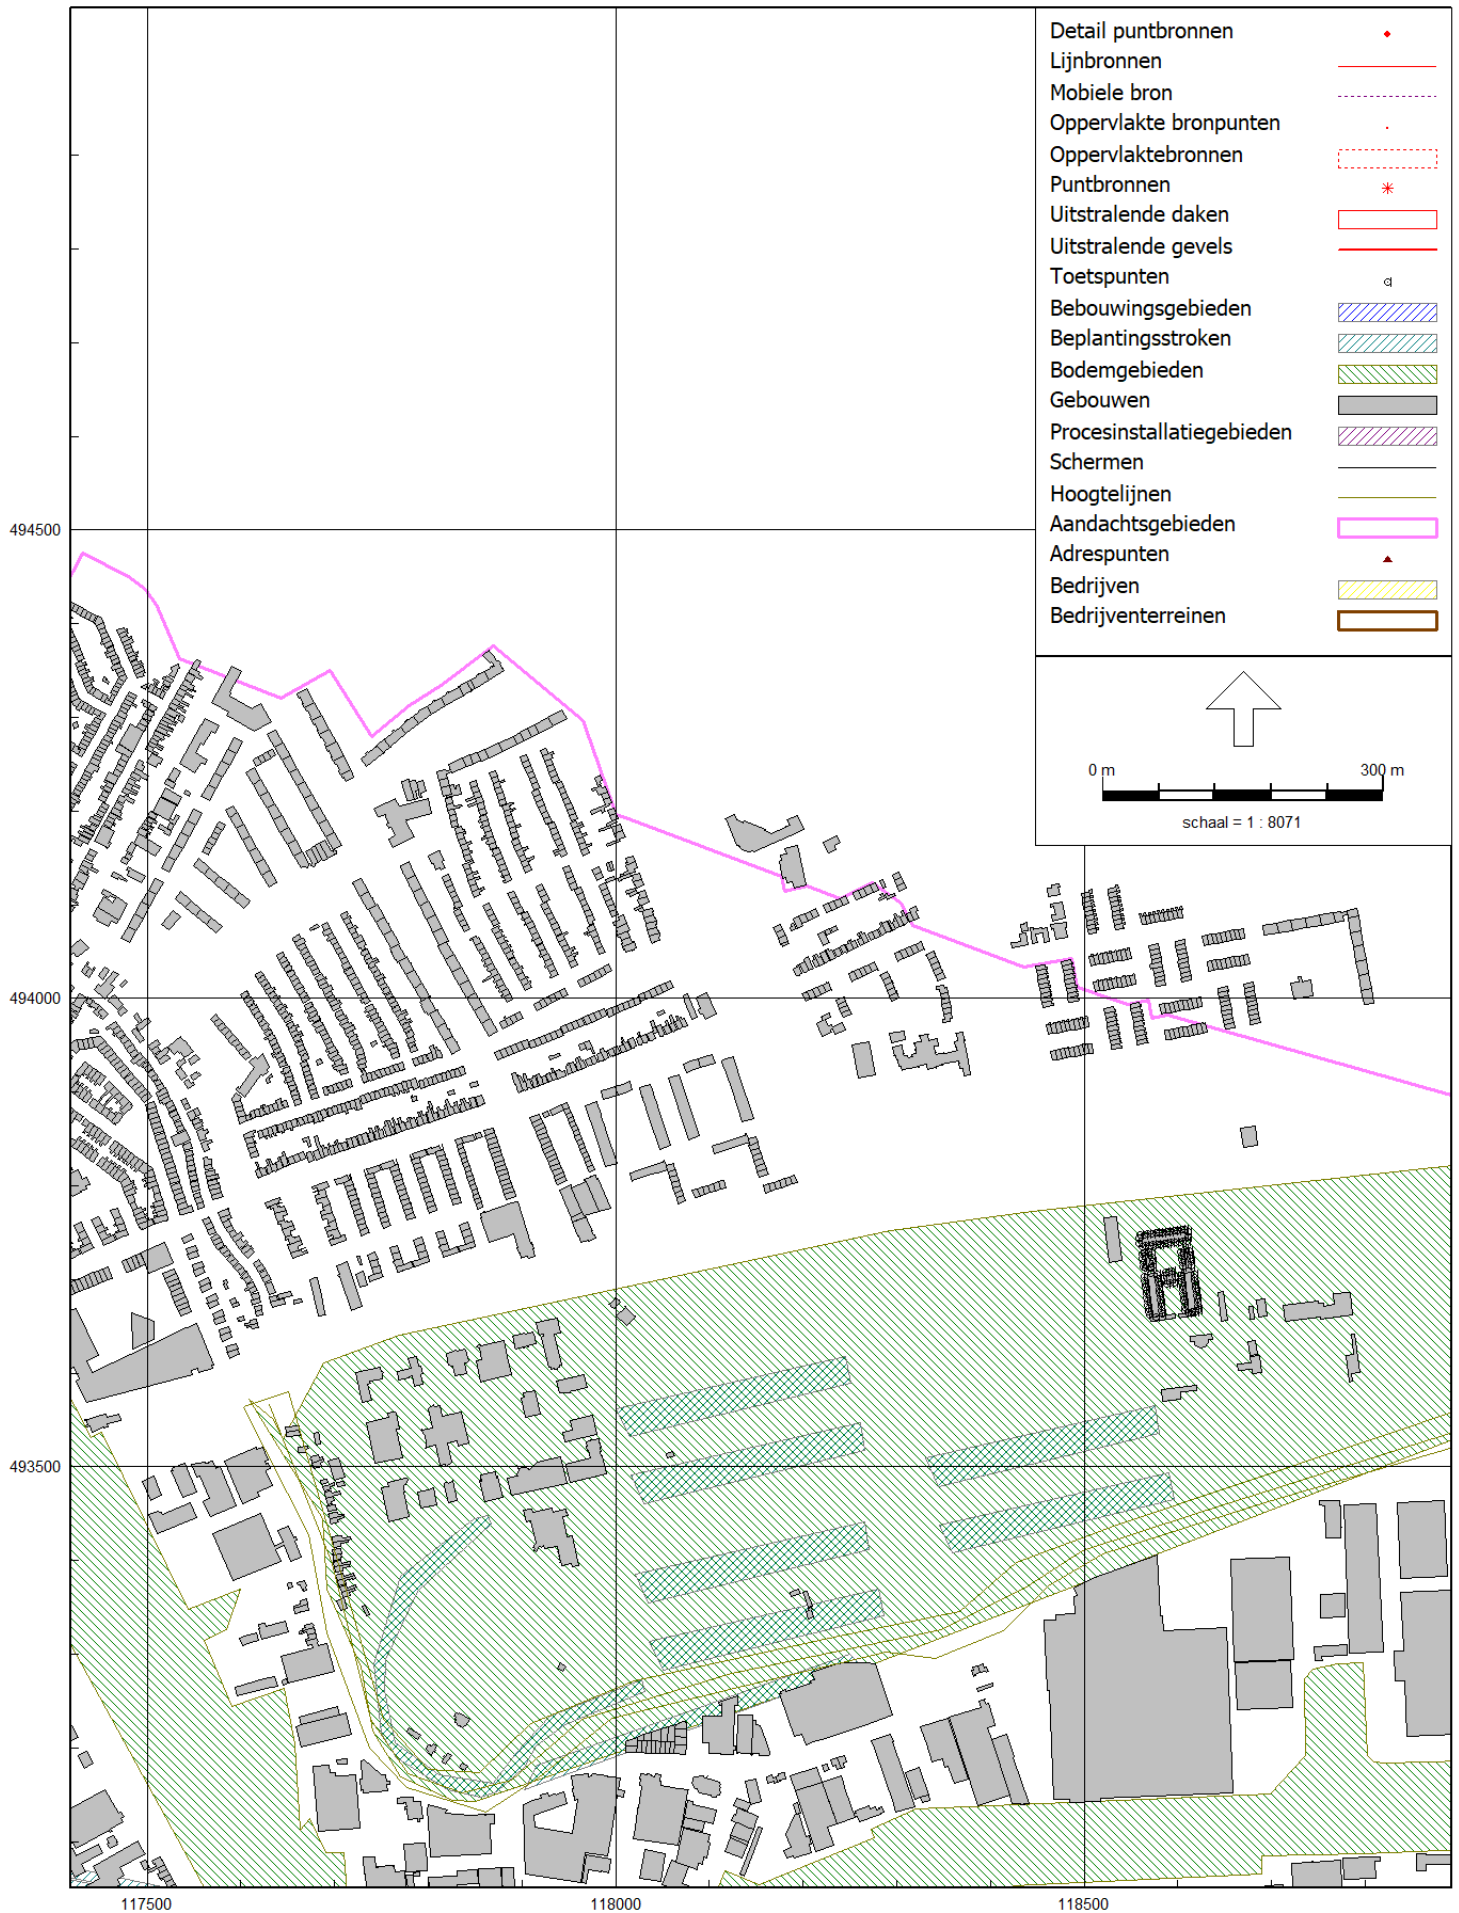 Detail puntbronnen
Lijnbronnen
Mobiele bron
Oppervlakte bronpunten
Oppervlaktebronnen
Puntbronnen
Uitstralende daken
Uitstralende gevels
Toetspunten
Bebouwingsgebieden
Beplantingsstroken
Bodemgebieden
Gebouwen
Procesinstallatiegebieden
Schermen
Hoogtelijnen
Aandachtsgebieden
Adrespunten
Bedrijven
Bedrijventerreinen
0 m 300 m
schaal = 1 : 8071
494500
494000
493500
117500 118000 118500